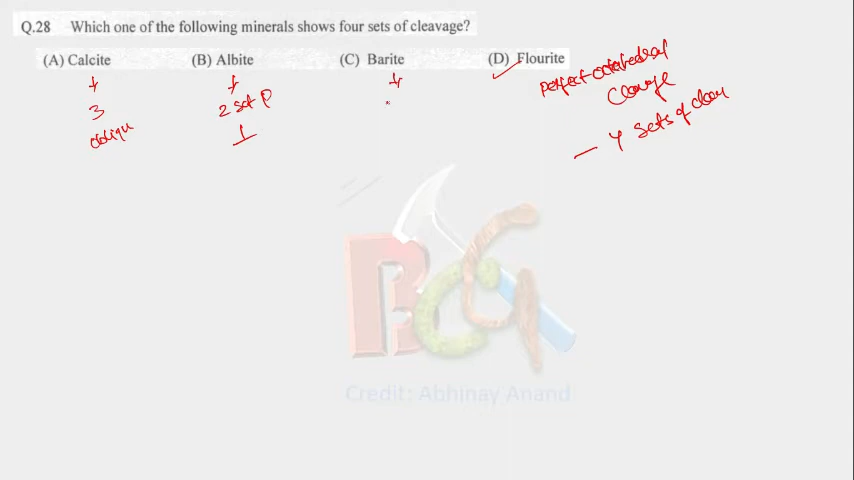 Q.28 Which one of the following minerals shows four sets of cleavage?
(A) Calcite (B) Albite (C) Barite (D) Flourite
perfect octahedral
Cleavage
3 2 set
4 sets of
BCG
Credit: Abhinay Anand